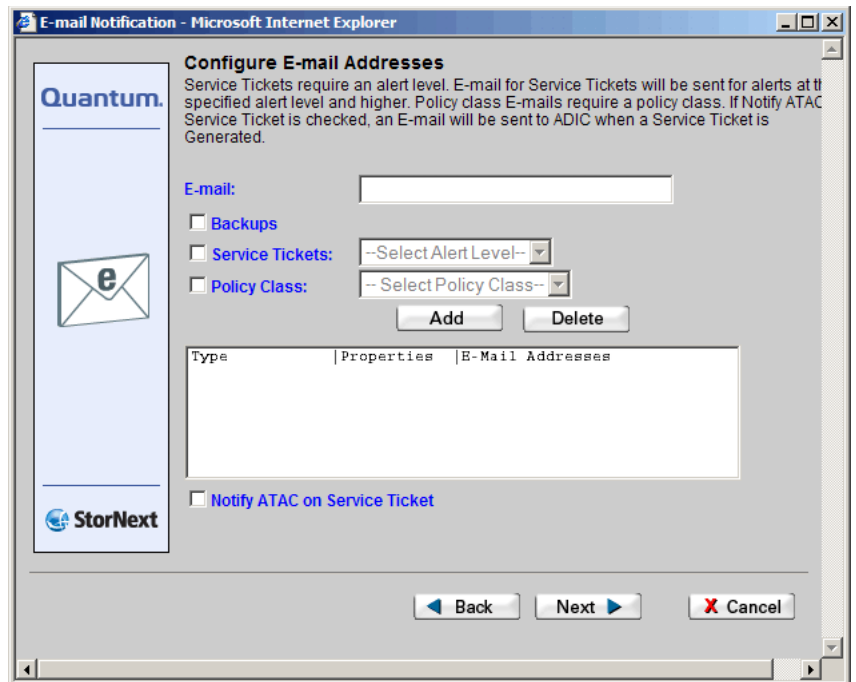 E-mail Notification - Microsoft Internet Explorer
Quantum.
Configure E-mail Addresses
Service Tickets require an alert level. E-mail for Service Tickets will be sent for alerts at th
specified alert level and higher. Policy class E-mails require a policy class. If Notify ATAC
Service Ticket is checked, an E-mail will be sent to ADIC when a Service Ticket is
Generated.
E-mail:
Backups
Service Tickets: --Select Alert Level--
Policy Class: -- Select Policy Class--
Add Delete
e
Type |Properties |E-Mail Addresses
Notify ATAC on Service Ticket
StorNext
Back Next X Cancel